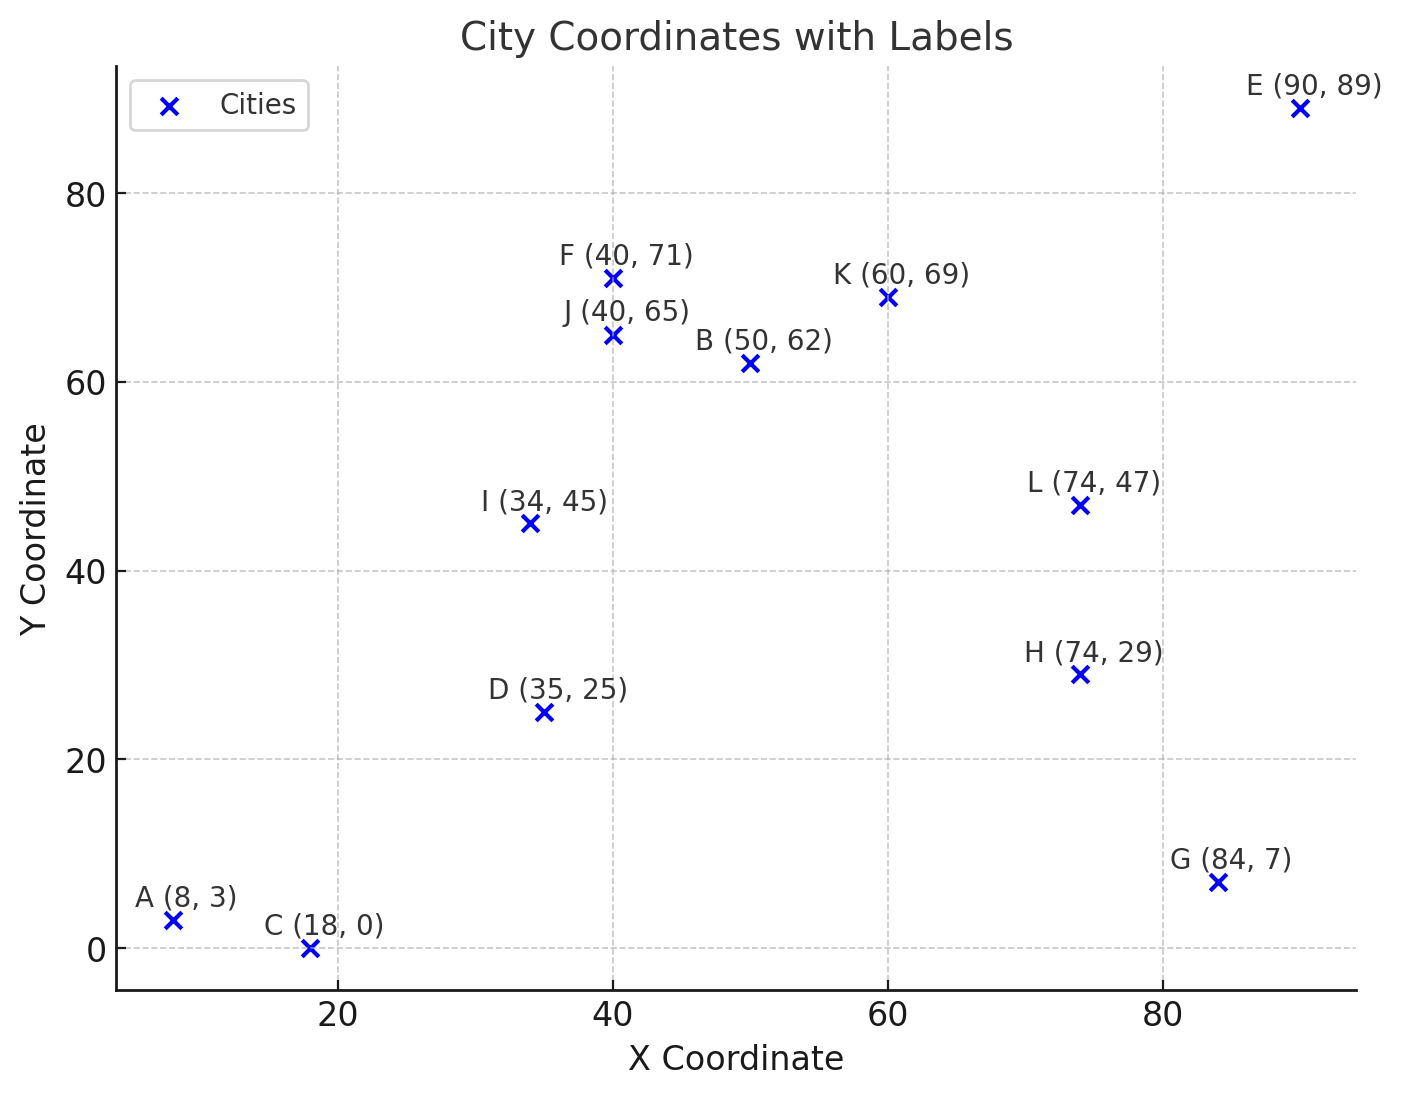 City Coordinates with Labels
Cities
E (90, 89)
80
F (40, 71)
K (60, 69)
J (40, 65)
B (50, 62)
60
L (74, 47)
I (34, 45)
Y Coordinate
40
H (74, 29)
D (35, 25)
20
G (84, 7)
A (8, 3)
C (18, 0)
0
20 40 60 80
X Coordinate